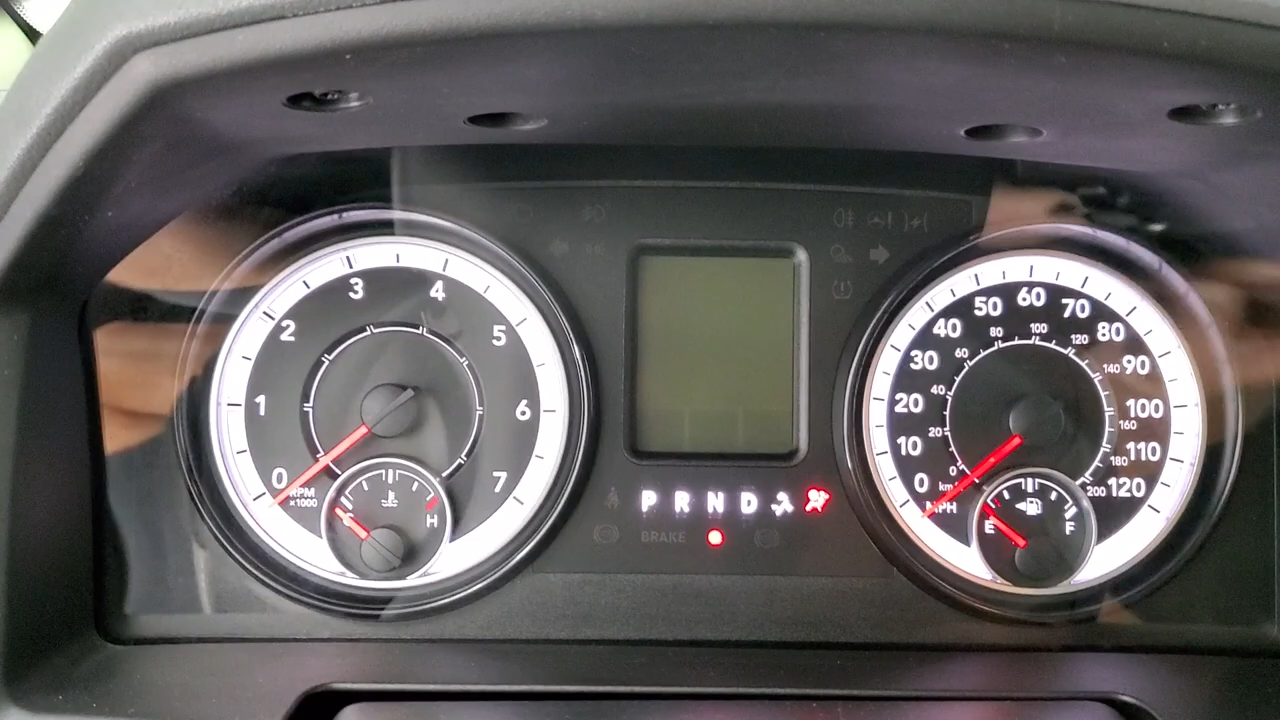 0 1 2 3 4 5 6 7
RPM
x1000
H
P R N D
BRAKE
0 10 20 30 40 50 60 70 80 90 100 110 120
MPH
0 20 40 60 80 100 120 140 160 180 200
km/h
E F